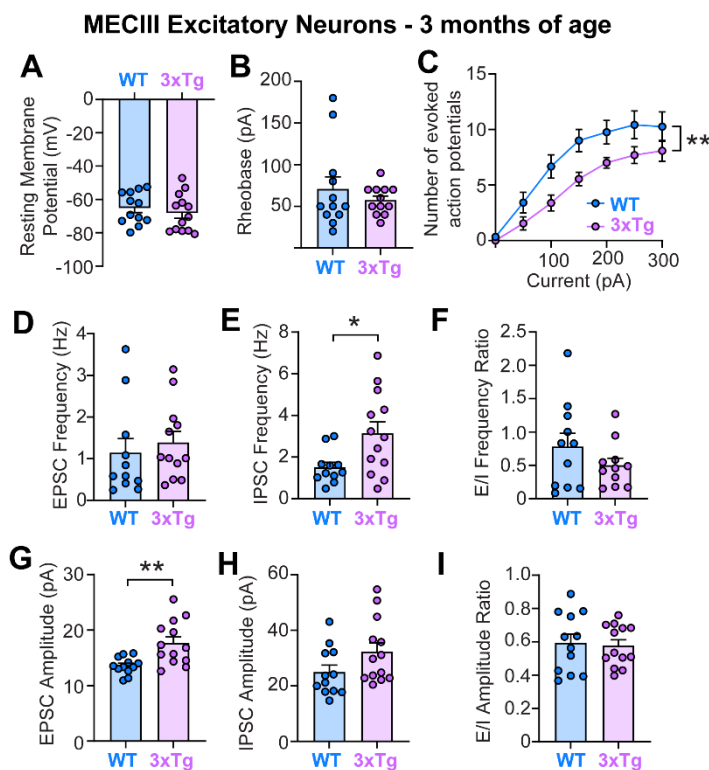 MECIII Excitatory Neurons - 3 months of age
A
WT 3xTg
0
-20
-40
-60
-80
-100
Resting Membrane
Potential (mV)
B
200
150
100
50
Rheobase (pA)
WT 3xTg
C
15
10
5
0
Number of evoked
action potentials
**
WT
3xTg
100 200 300
Current (pA)
D
4
3
2
1
0
EPSC Frequency (Hz)
WT 3xTg
E
8
6
4
2
0
IPSC Frequency (Hz)
*
WT 3xTg
F
2.5
2.0
1.5
1.0
0.5
0
E/I Frequency Ratio
WT 3xTg
G
30
20
10
0
EPSC Amplitude (pA)
**
WT 3xTg
H
60
40
20
0
IPSC Amplitude (pA)
WT 3xTg
I
1.0
0.8
0.6
0.4
0.2
0
E/I Amplitude Ratio
WT 3xTg